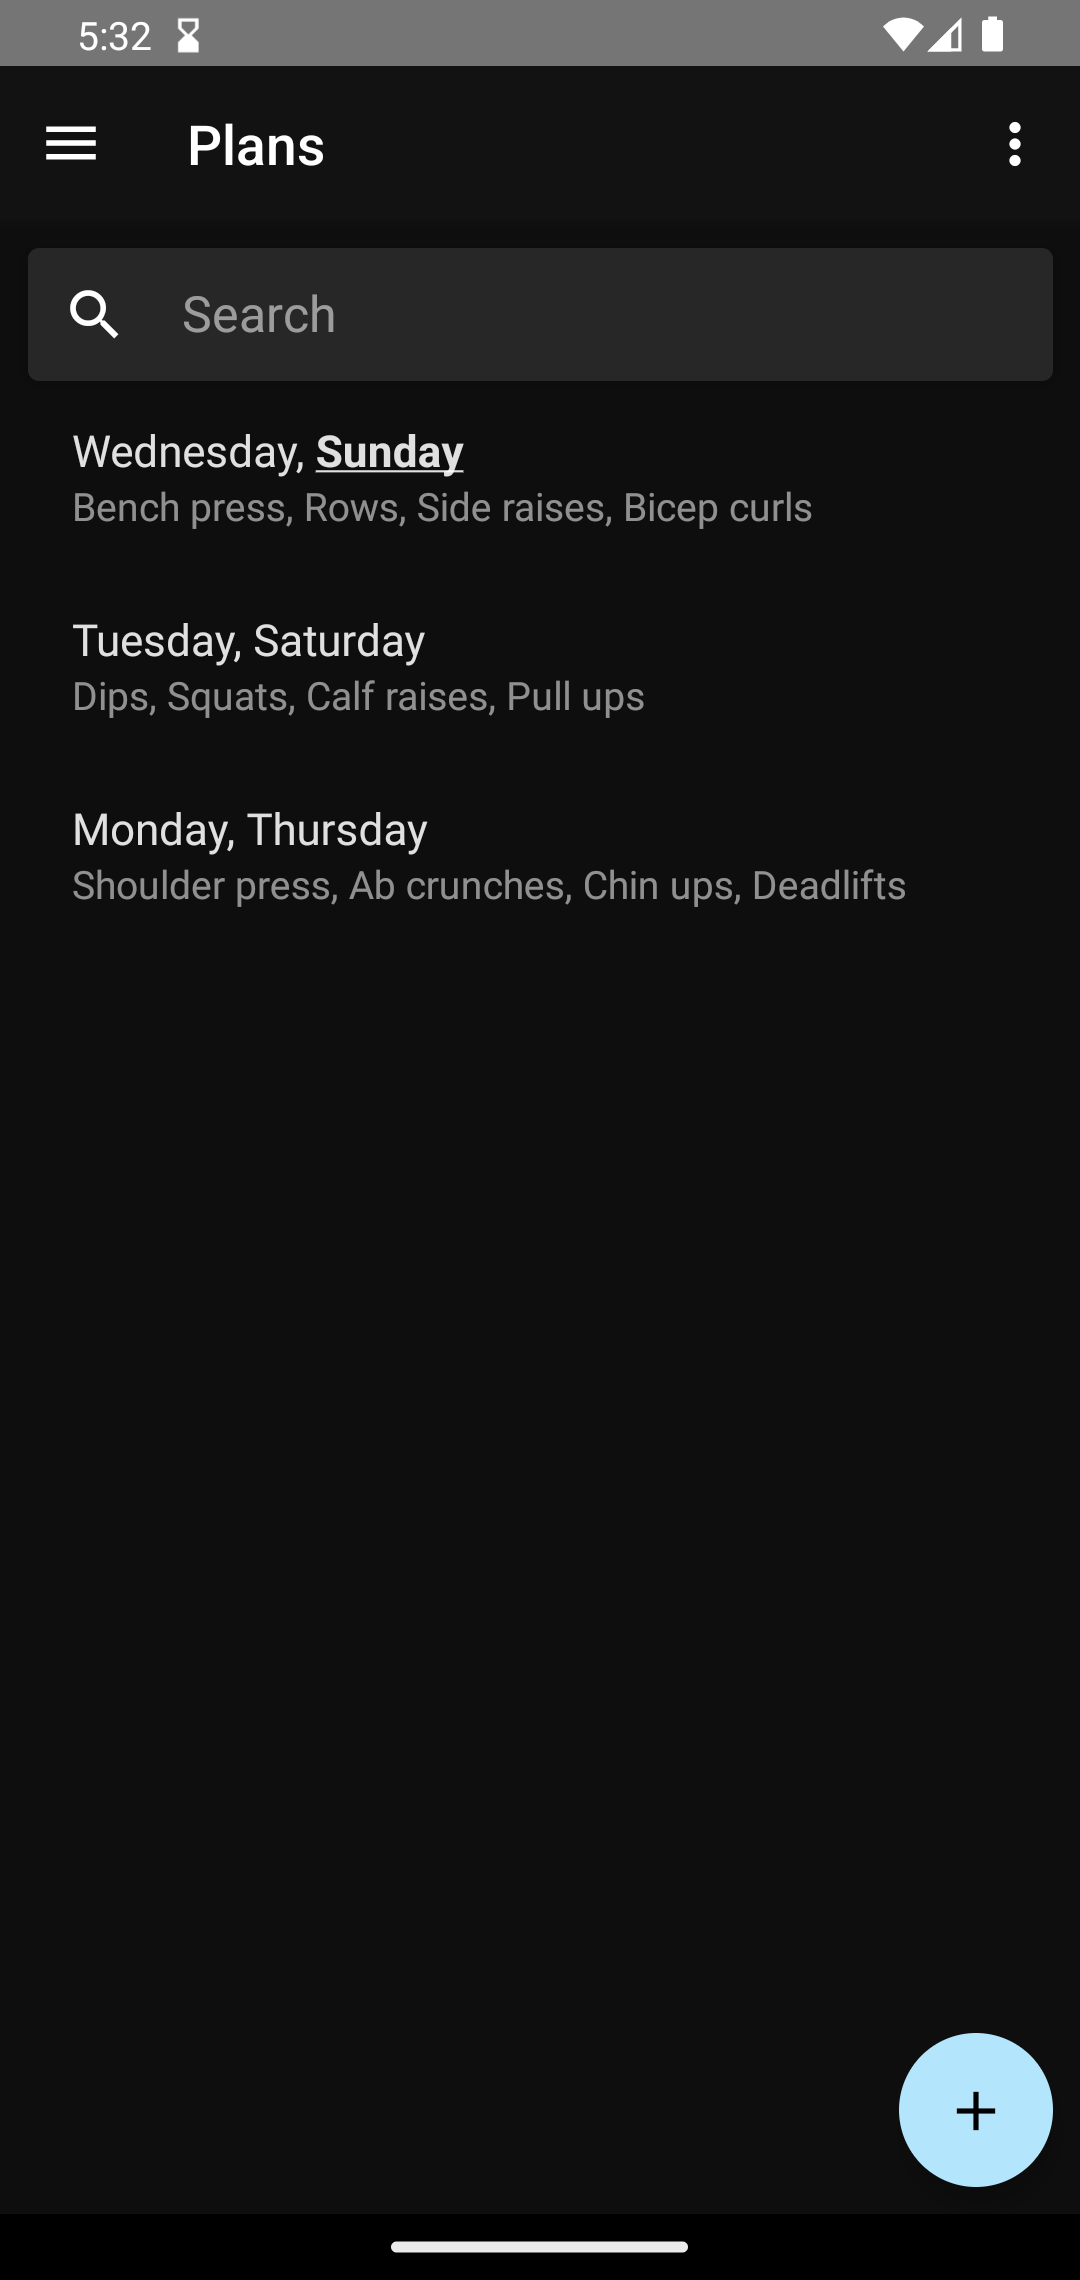 5:32
Plans
Search
Wednesday, Sunday
Bench press, Rows, Side raises, Bicep curls
Tuesday, Saturday
Dips, Squats, Calf raises, Pull ups
Monday, Thursday
Shoulder press, Ab crunches, Chin ups, Deadlifts